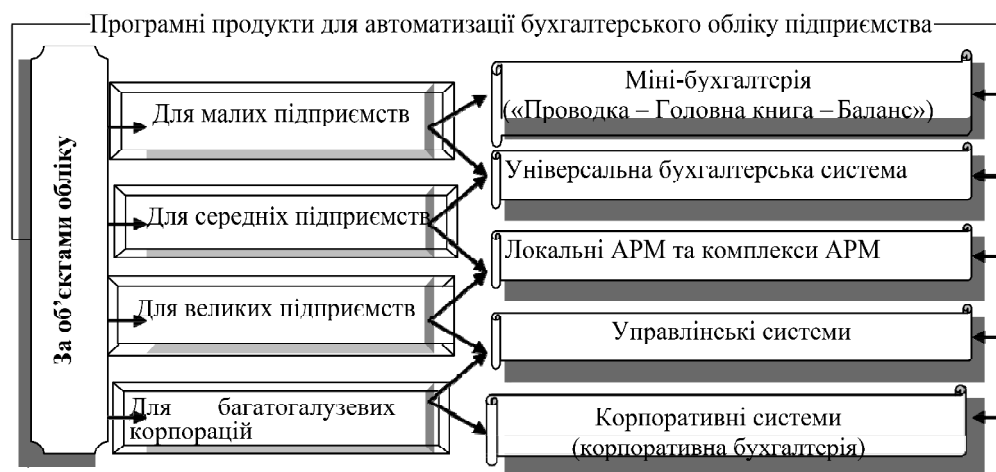 Програмні продукти для автоматизації бухгалтерського обліку підприємства
За об’єктами обліку
Для малих підприємств
Для середніх підприємств
Для великих підприємств
Для багатогалузевих
корпорацій
Міні-бухгалтерія
(«Проводка – Головна книга – Баланс»)
Універсальна бухгалтерська система
Локальні АРМ та комплекси АРМ
Управлінські системи
Корпоративні системи
(корпоративна бухгалтерія)